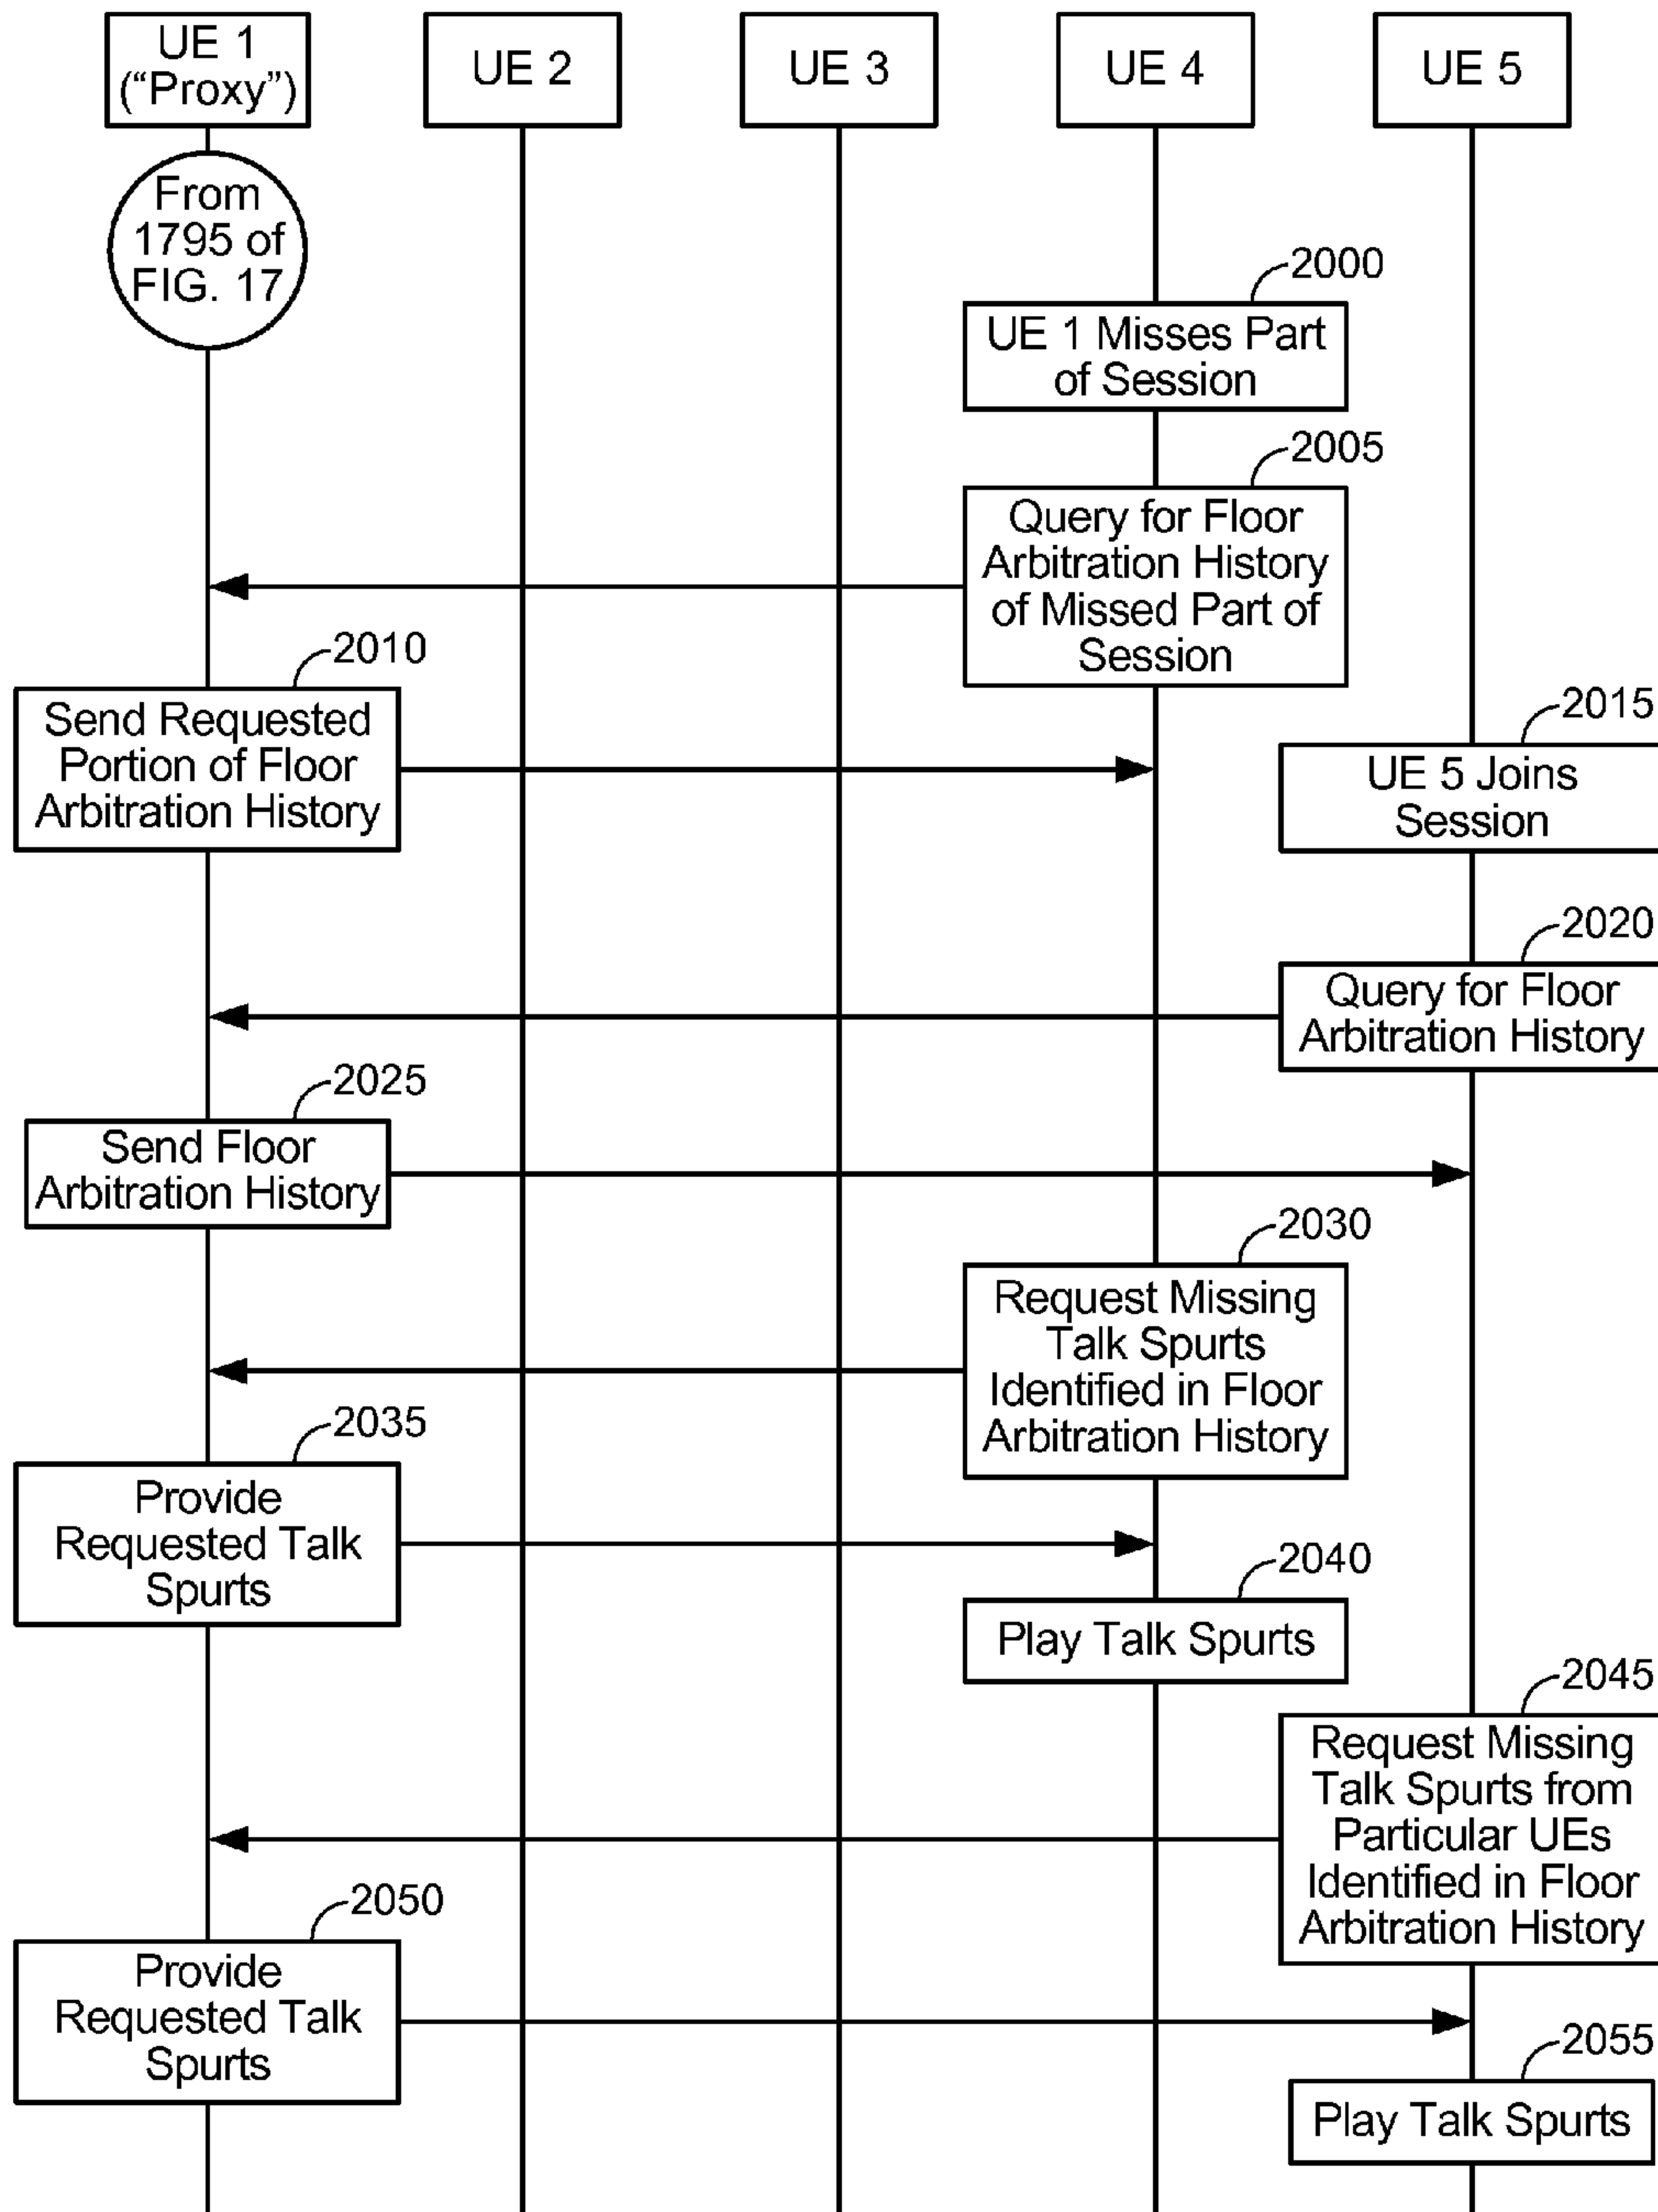 UE 1
(“Proxy”)
UE 2
UE 3
UE 4
UE 5
From
1795 of
FIG. 17
2000
UE 1 Misses Part
of Session
2005
Query for Floor
Arbitration History
of Missed Part of
Session
2010
Send Requested
Portion of Floor
Arbitration History
2015
UE 5 Joins
Session
2020
Query for Floor
Arbitration History
2025
Send Floor
Arbitration History
2030
Request Missing
Talk Spurts
Identified in Floor
Arbitration History
2035
Provide
Requested Talk
Spurts
2040
Play Talk Spurts
2045
Request Missing
Talk Spurts from
Particular UEs
Identified in Floor
Arbitration History
2050
Provide
Requested Talk
Spurts
2055
Play Talk Spurts